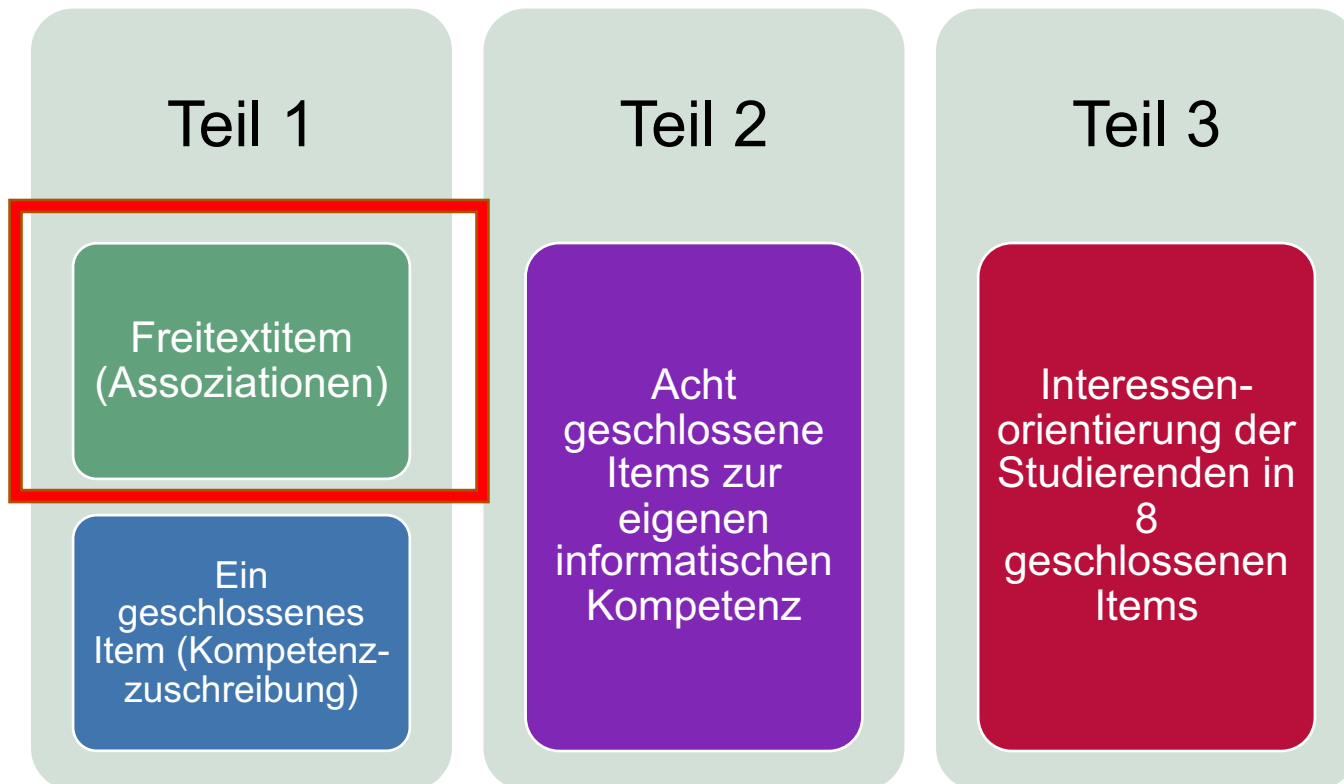 Teil 1
Freitextitem
(Assoziationen)
Ein
geschlossenes
Item (Kompetenz-
zuschreibung)
Teil 2
Acht
geschlossene
Items zur
eigenen
informatischen
Kompetenz
Teil 3
Interessen-
orientierung der
Studierenden in
8
geschlossenen
Items